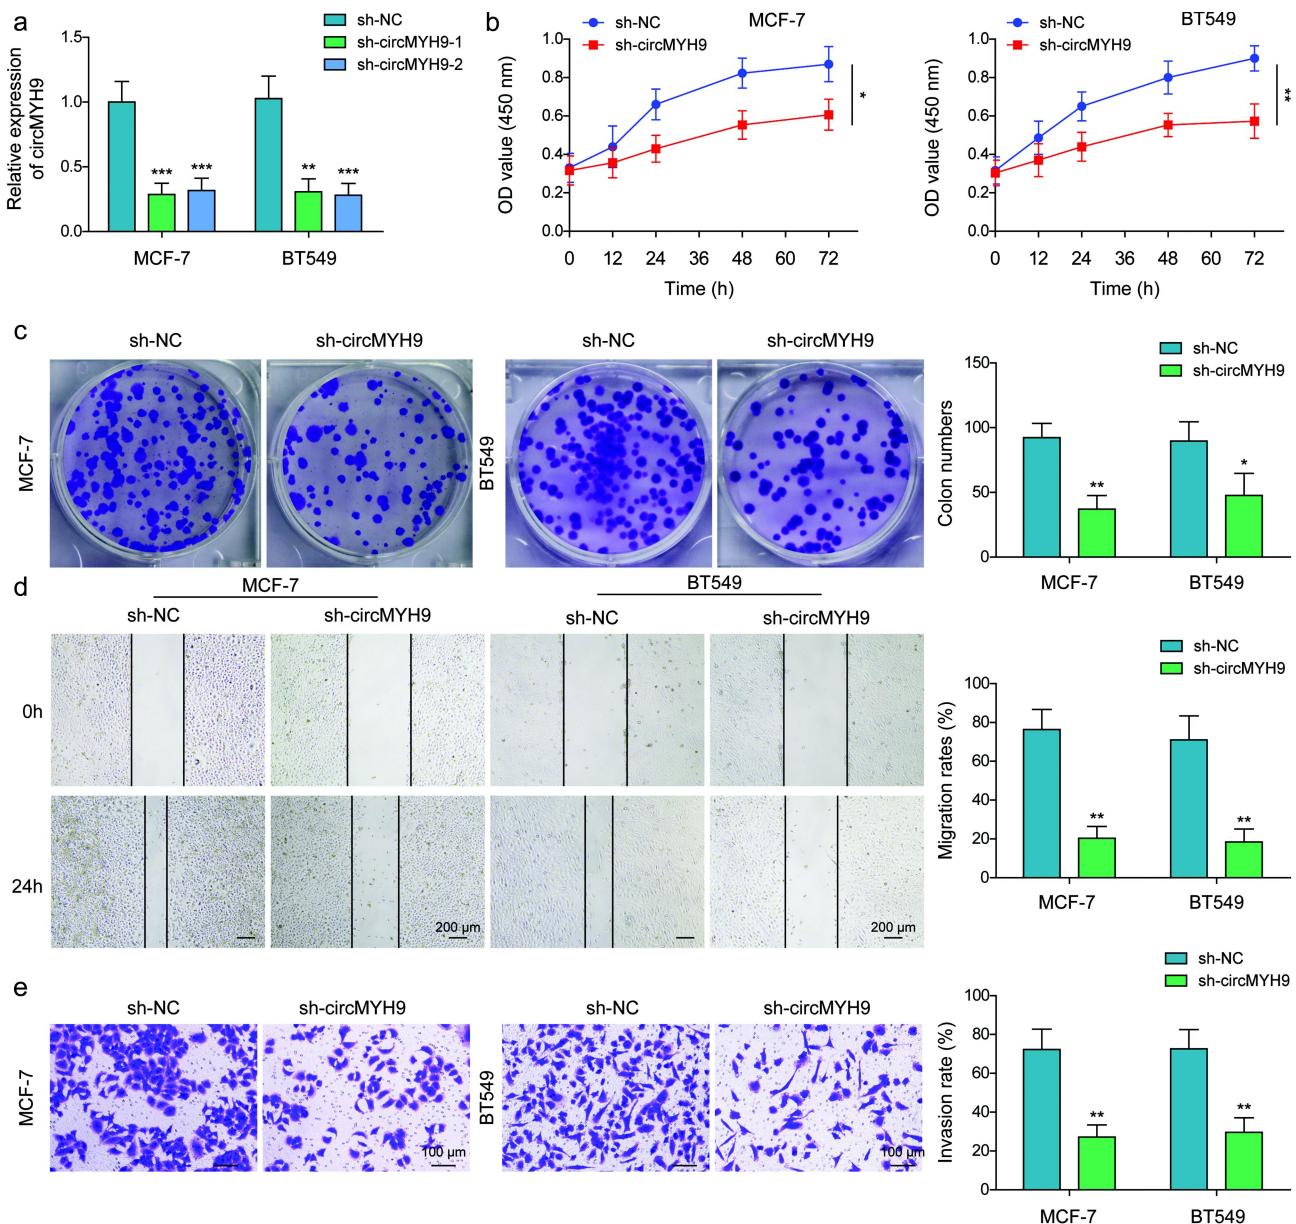 a
sh-NC
sh-circMYH9-1
sh-circMYH9-2
Relative expression
of circMYH9
1.5
1.0
0.5
0.0
***
***
**
***
MCF-7
BT549
b
sh-NC
sh-circMYH9
MCF-7
OD value (450 nm)
1.0
0.8
0.6
0.4
0.2
0.0
*
0 12 24 36 48 60 72
Time (h)
sh-NC
sh-circMYH9
BT549
OD value (450 nm)
1.0
0.8
0.6
0.4
0.2
0.0
**
0 12 24 36 48 60 72
Time (h)
c
sh-NC
sh-circMYH9
MCF-7
sh-NC
sh-circMYH9
BT549
sh-NC
sh-circMYH9
Colon numbers
150
100
50
0
**
*
MCF-7
BT549
d
MCF-7
BT549
sh-NC
sh-circMYH9
sh-NC
sh-circMYH9
0h
24h
200 μm
200 μm
sh-NC
sh-circMYH9
Migration rates (%)
100
80
60
40
20
0
**
**
MCF-7
BT549
e
sh-NC
sh-circMYH9
MCF-7
100 μm
sh-NC
sh-circMYH9
BT549
100 μm
sh-NC
sh-circMYH9
Invasion rate (%)
100
80
60
40
20
0
**
**
MCF-7
BT549